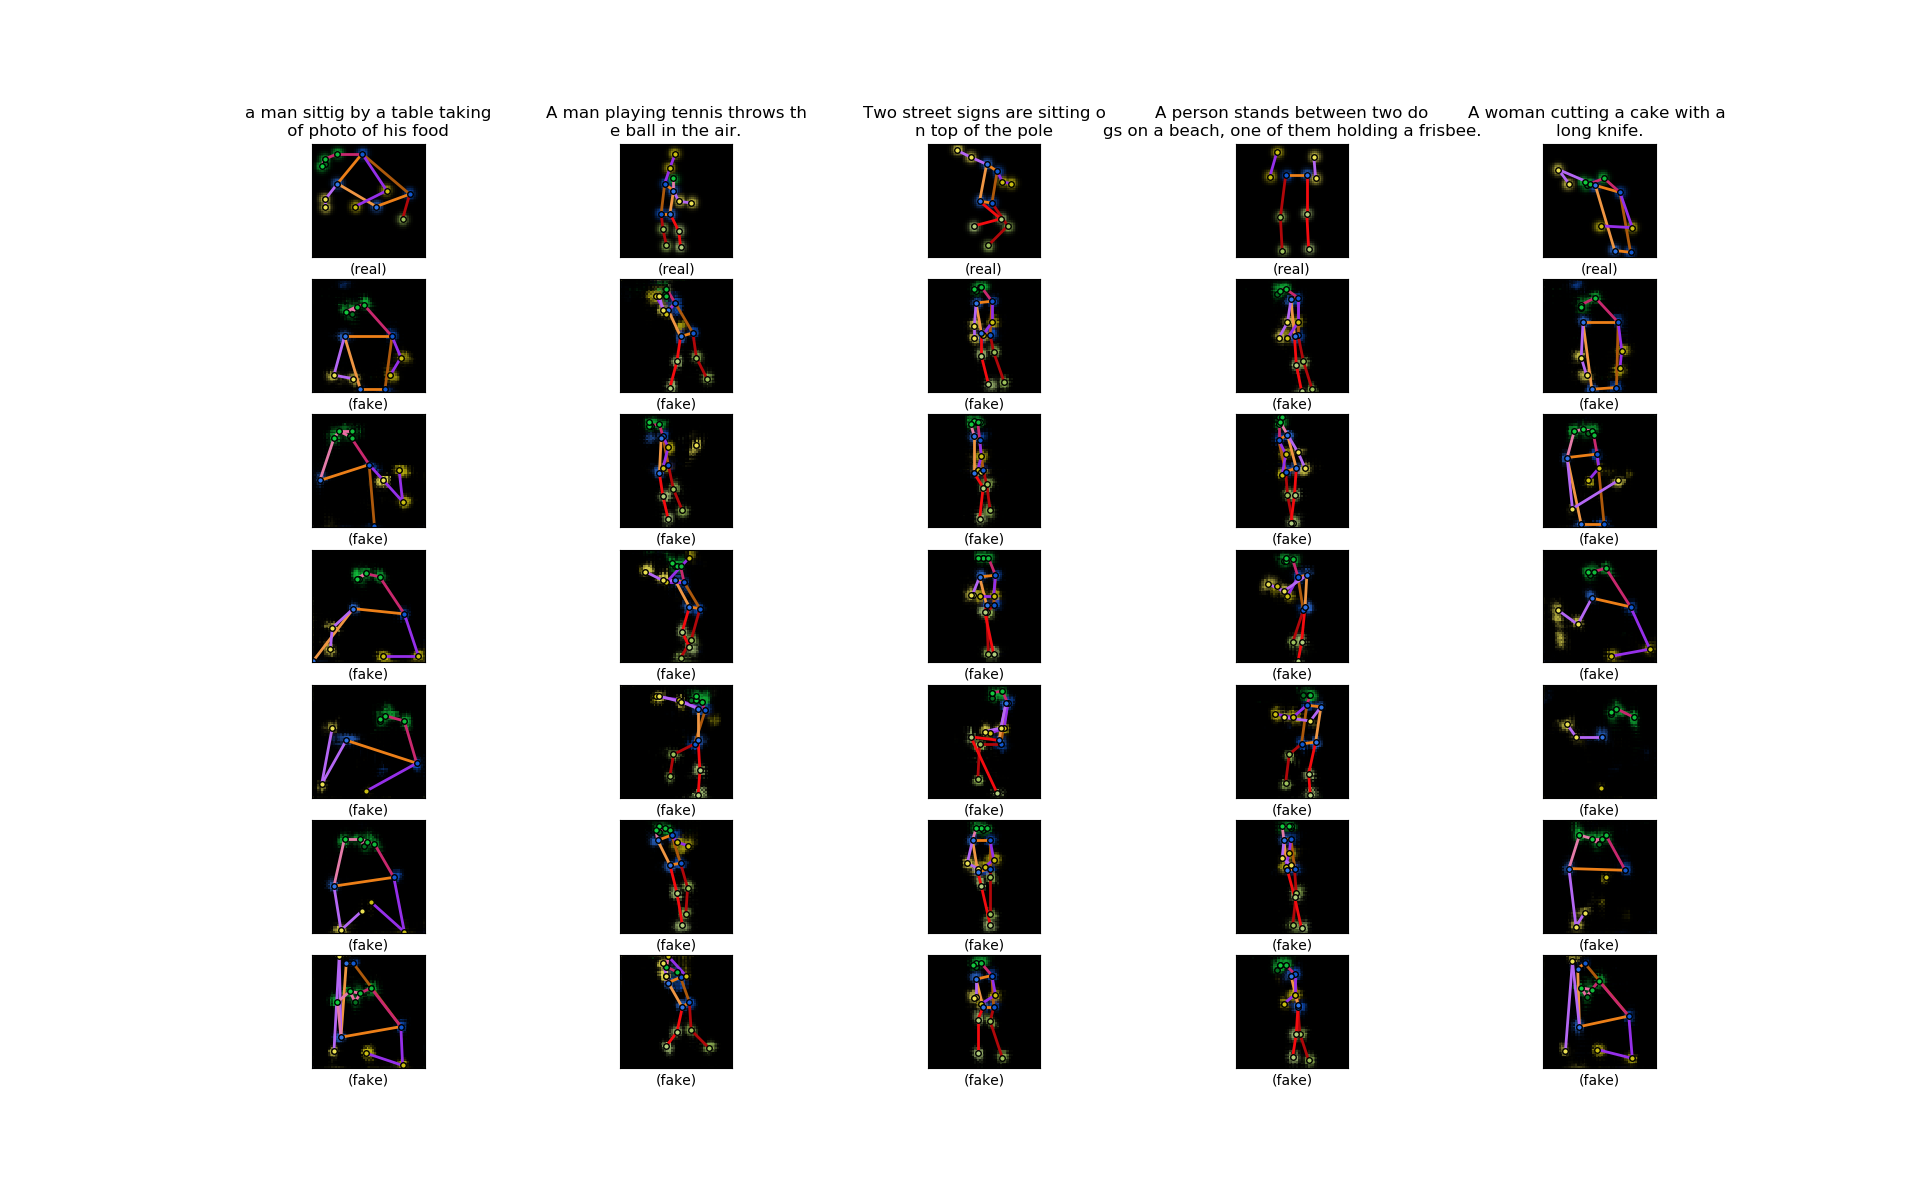 a man sittig by a table taking
of photo of his food
A man playing tennis throws th
e ball in the air.
Two street signs are sitting o
n top of the pole
A person stands between two do
gs on a beach, one of them holding a frisbee.
A woman cutting a cake with a
long knife.
(real) (real) (real) (real) (real)
(fake) (fake) (fake) (fake) (fake)
(fake) (fake) (fake) (fake) (fake)
(fake) (fake) (fake) (fake) (fake)
(fake) (fake) (fake) (fake) (fake)
(fake) (fake) (fake) (fake) (fake)
(fake) (fake) (fake) (fake) (fake)